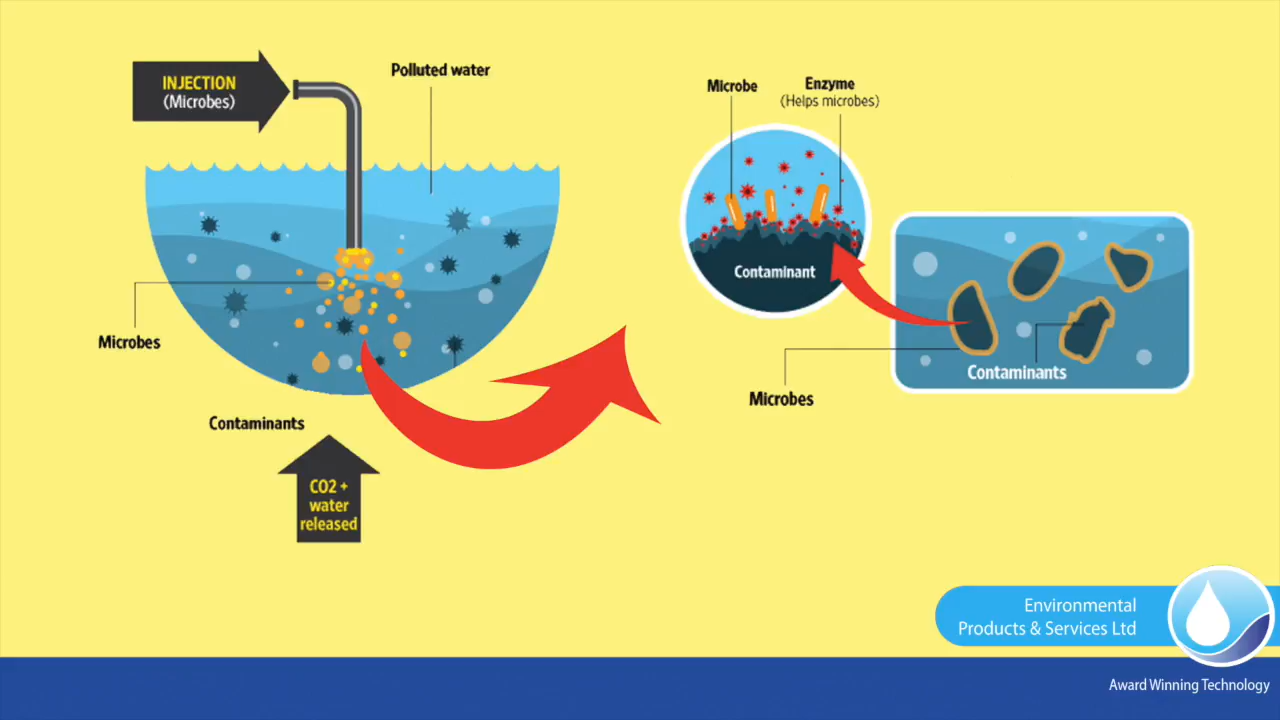 INJECTION
(Microbes)
Polluted water
Microbes
Contaminants
CO2 +
water
released
Microbe
Enzyme
(Helps microbes)
Contaminant
Contaminants
Microbes
Environmental
Products & Services Ltd
Award Winning Technology